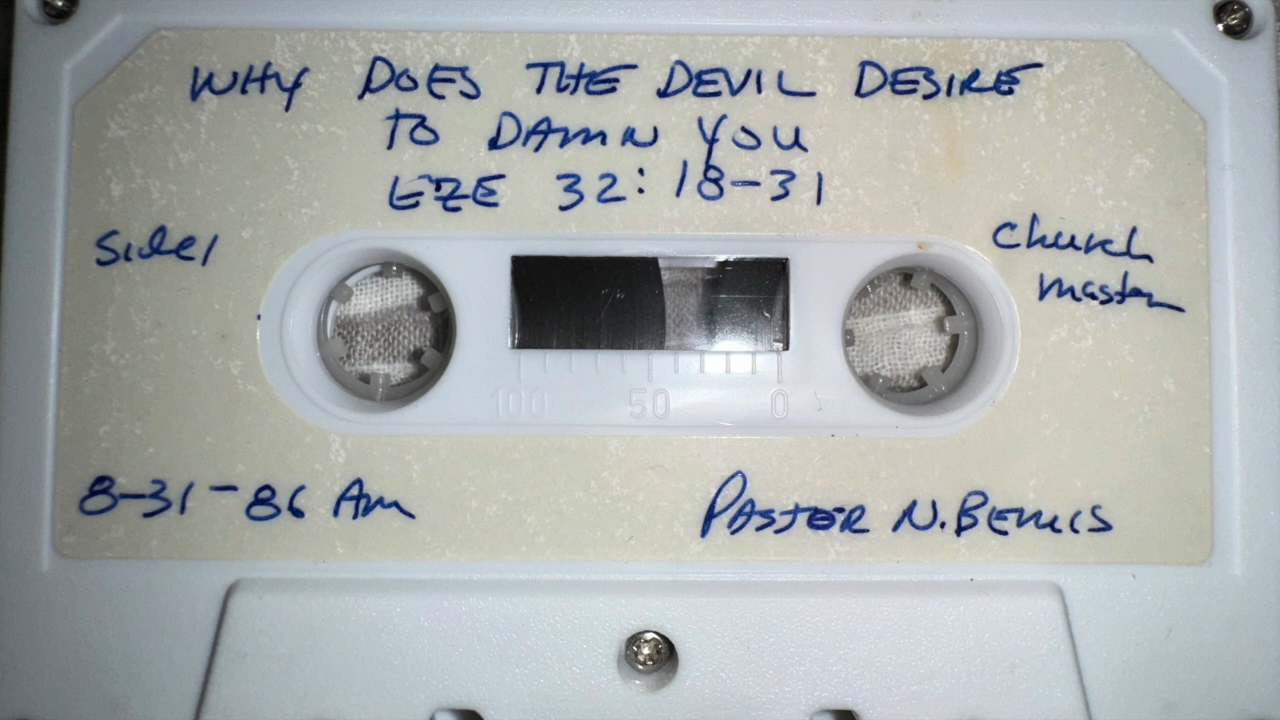 WHY DOES THE DEVIL DESIRE
TO DAMN YOU
EZE 32:18-31
Side 1
Church
master
100 50 0
8-31-86 AM
PASTOR N. BEMIS